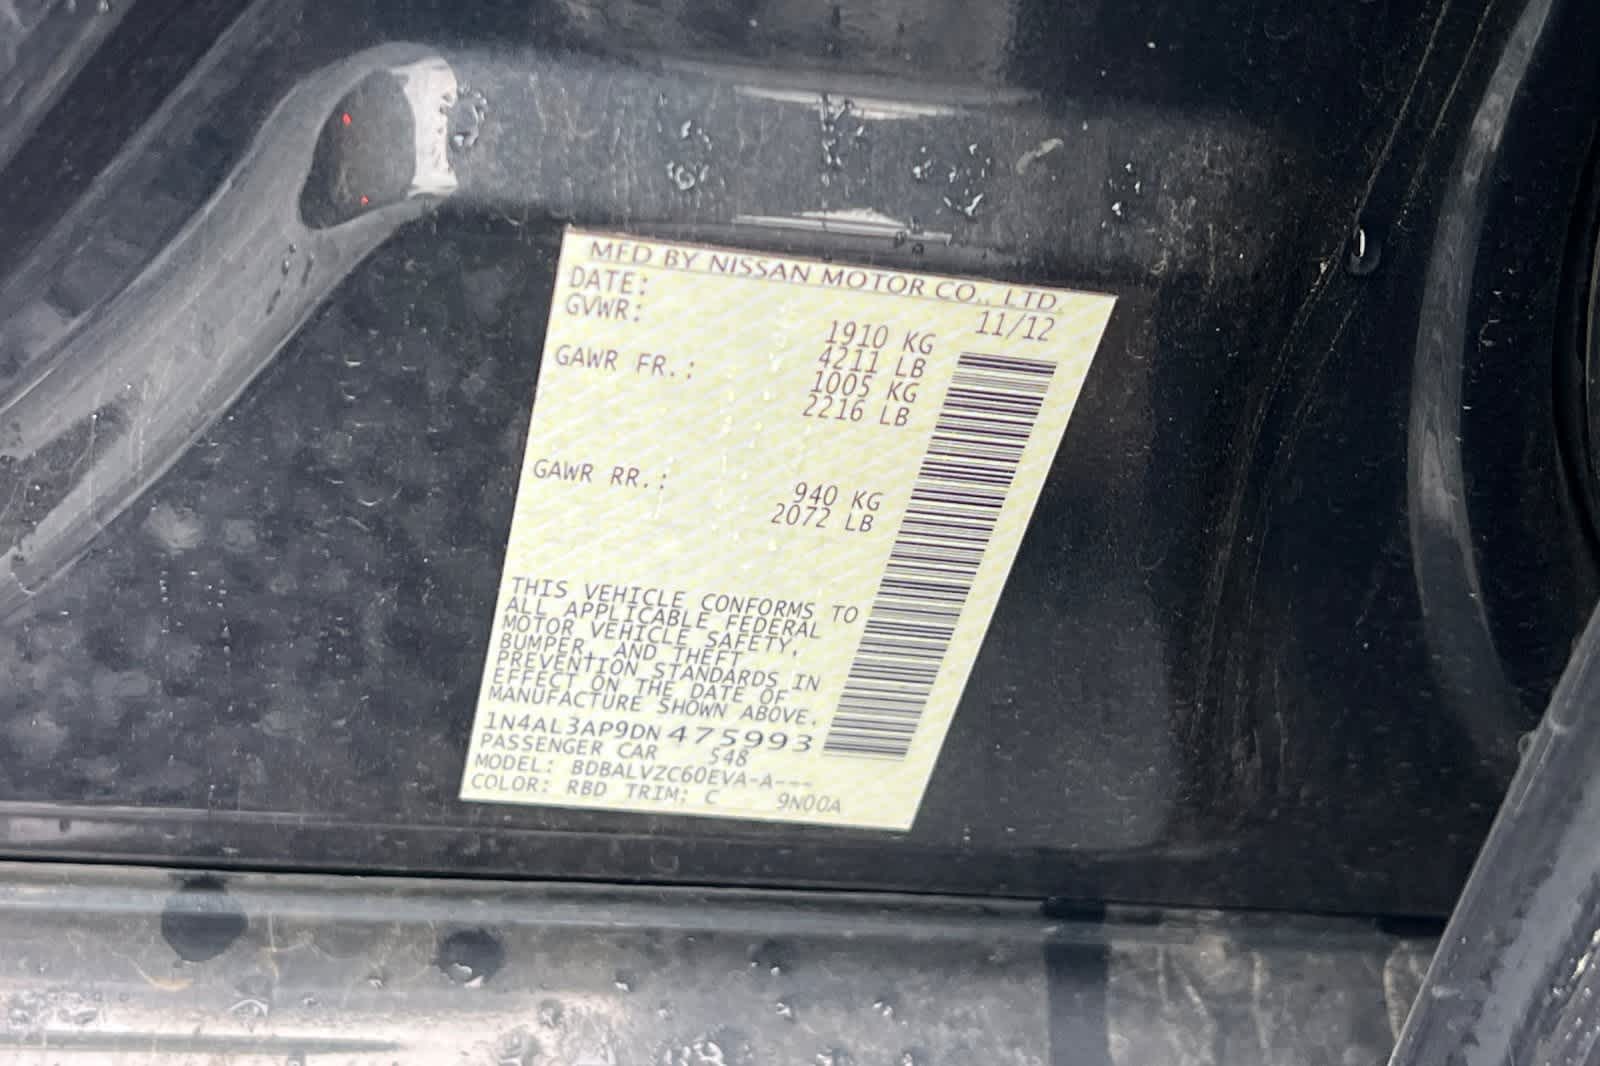 MFD BY NISSAN MOTOR CO., LTD.
DATE: 11/12
GVWR: 1910 KG
4211 LB
GAWR FR.: 1005 KG
2216 LB
GAWR RR.: 940 KG
2072 LB
THIS VEHICLE CONFORMS TO
ALL APPLICABLE FEDERAL
MOTOR VEHICLE SAFETY,
BUMPER, AND THEFT
PREVENTION STANDARDS IN
EFFECT ON THE DATE OF
MANUFACTURE SHOWN ABOVE.
1N4AL3AP9DN475993
PASSENGER CAR 548
MODEL: BDBALVZC60EVA-A---
COLOR: RBD TRIM: C 9N00A